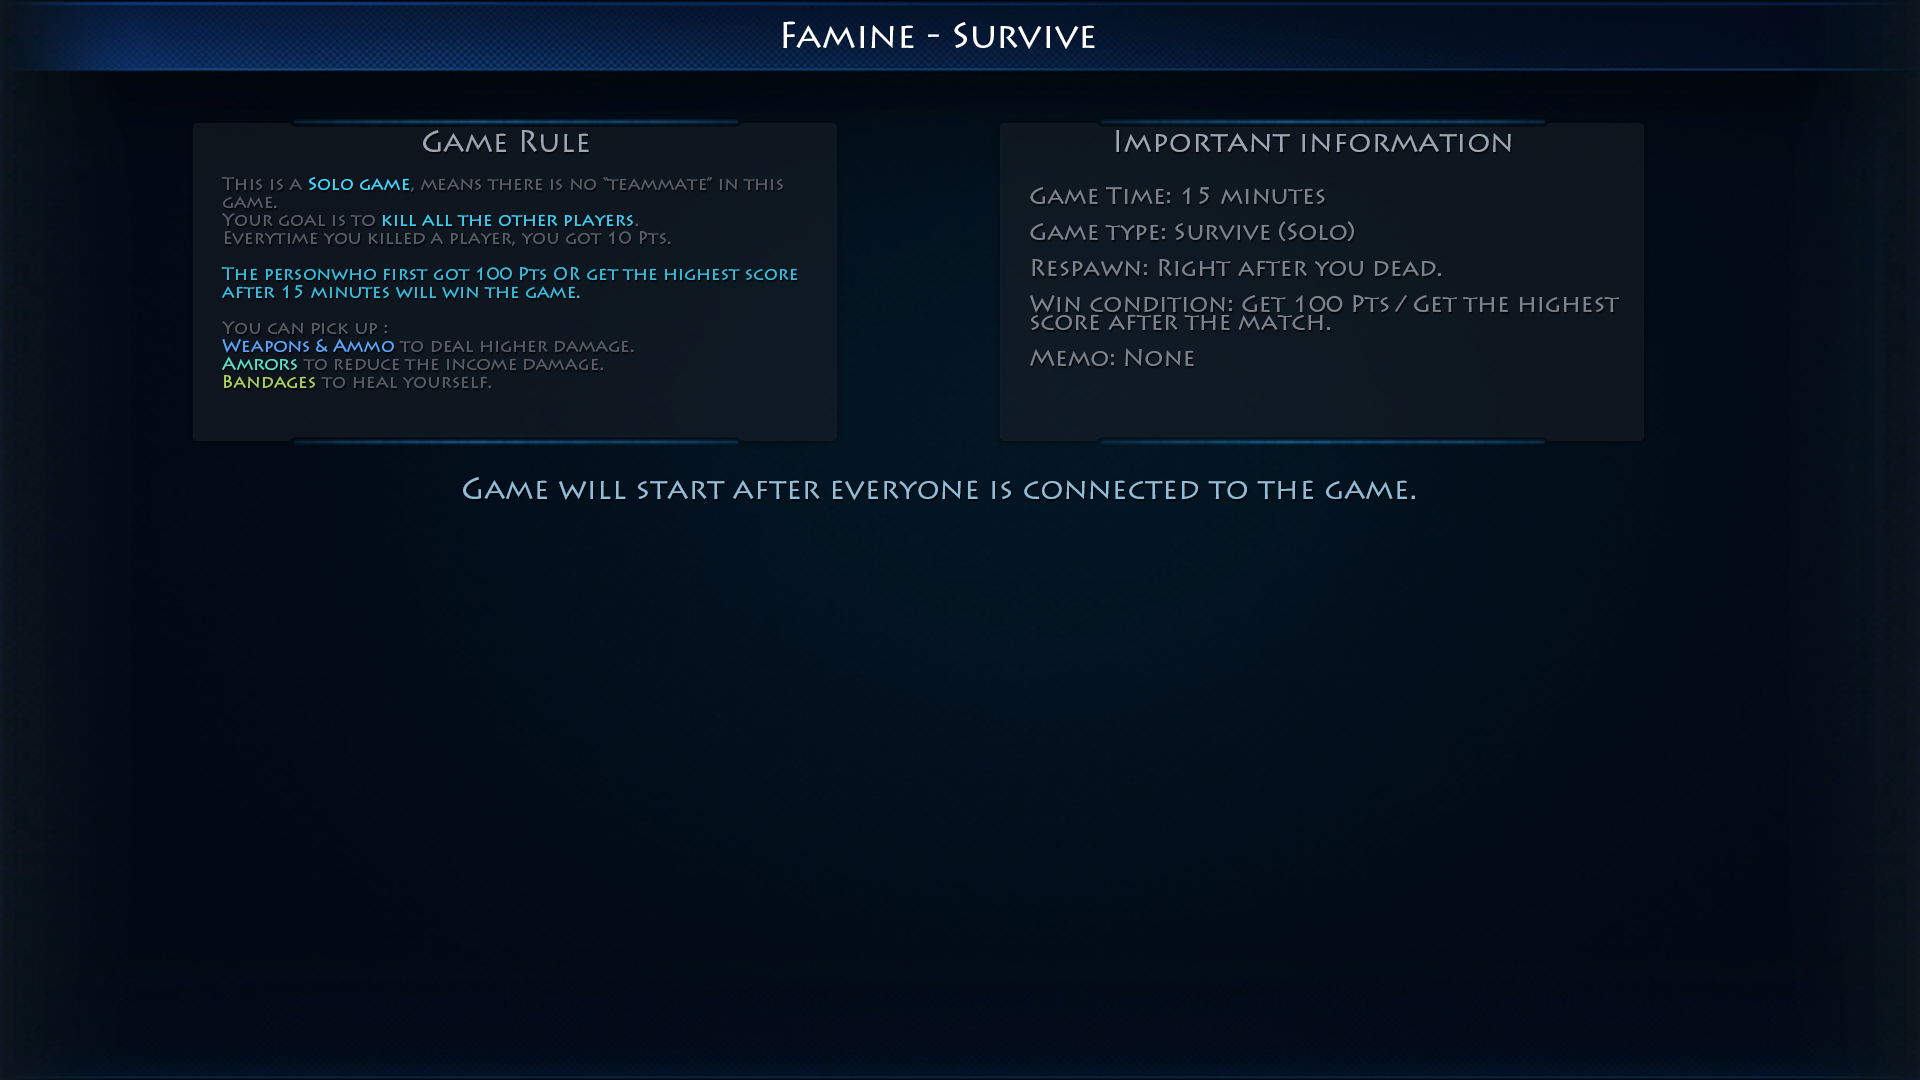 Famine - Survive
Game Rule
This is a Solo game, means there is no "teammate" in this
game.
Your goal is to kill all the other players.
Everytime you killed a player, you got 10 Pts.
The personwho first got 100 Pts OR get the highest score
after 15 minutes will win the game.
You can pick up :
Weapons & Ammo to deal higher damage.
Amrors to reduce the income damage.
Bandages to heal yourself.
Important information
Game Time: 15 minutes
Game type: Survive (Solo)
Respawn: Right after you dead.
Win condition: Get 100 Pts / Get the highest
score after the match.
Memo: None
Game will start after everyone is connected to the game.